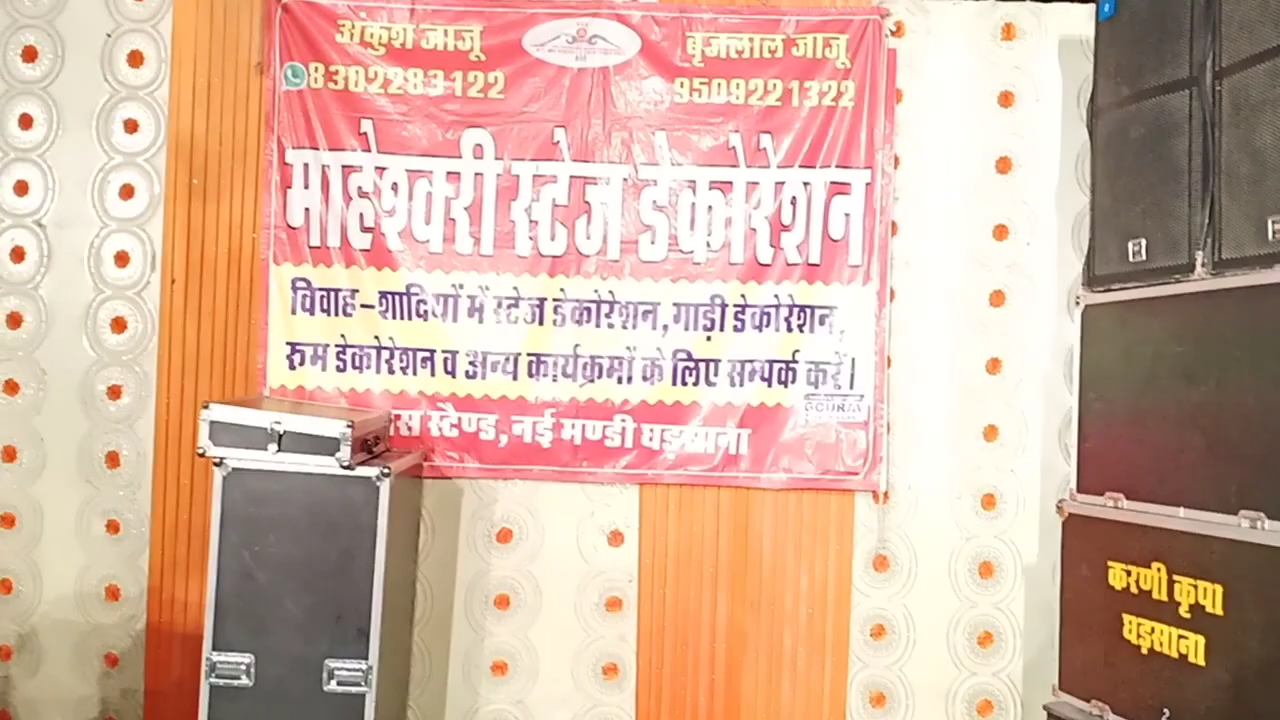 अंकुश जाजू
8302283122
बृजलाल जाजू
9509221322
माहेश्वरी स्टेज डेकोरेशन
विवाह-शादियों में स्टेज डेकोरेशन, गाड़ी डेकोरेशन,
रूम डेकोरेशन व अन्य कार्यक्रमों के लिए सम्पर्क करें।
GOURAV
स्टैण्ड, नई मण्डी घड़साना
करणी कृपा
घड़साना